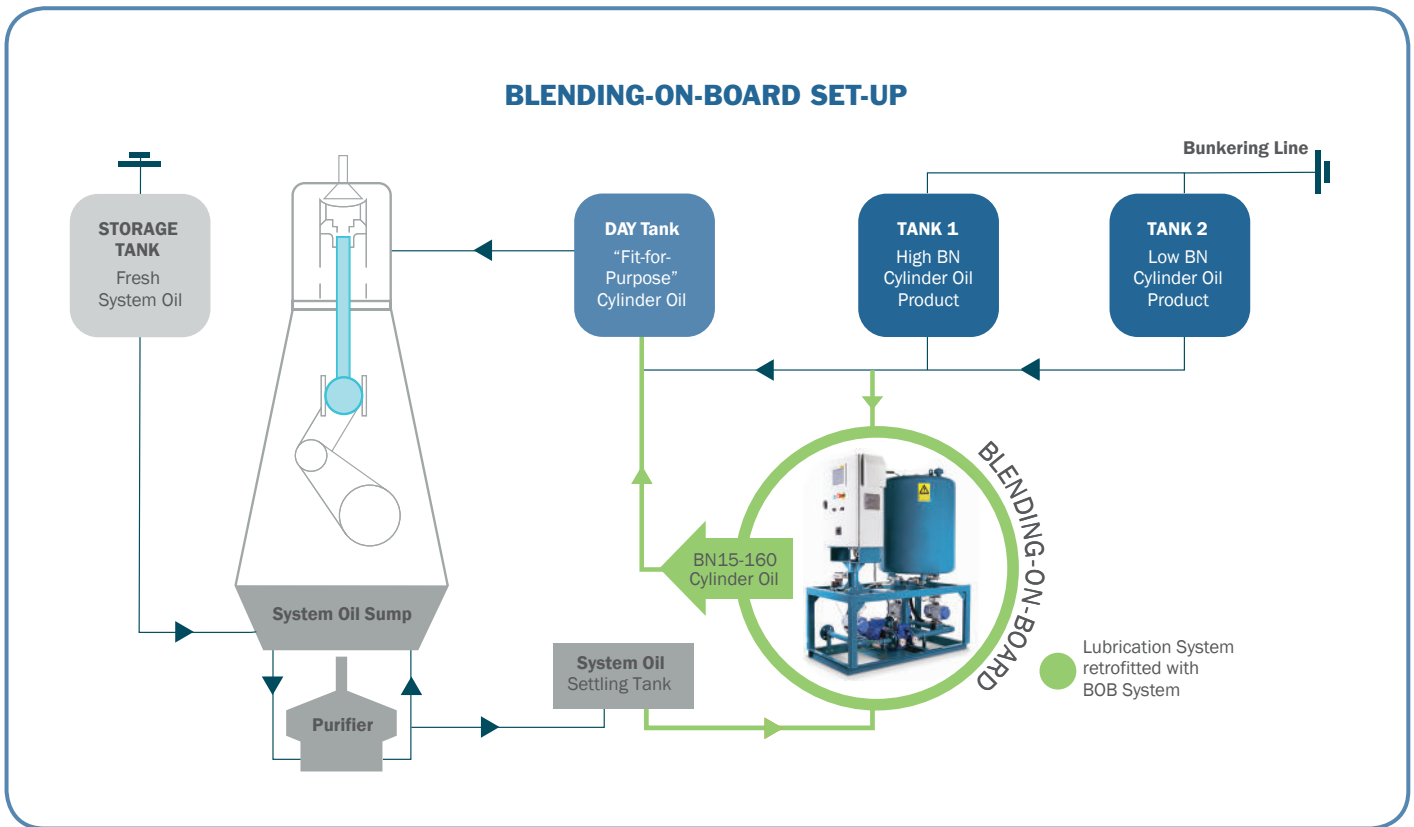 BLENDING-ON-BOARD SET-UP
Bunkering Line
STORAGE
TANK
Fresh
System Oil
DAY Tank
“Fit-for-
Purpose”
Cylinder Oil
TANK 1
High BN
Cylinder Oil
Product
TANK 2
Low BN
Cylinder Oil
Product
BLENDING-ON-BOARD
BN15-160
Cylinder Oil
System Oil Sump
System Oil
Settling Tank
Purifier
Lubrication System
retrofitted with
BOB System